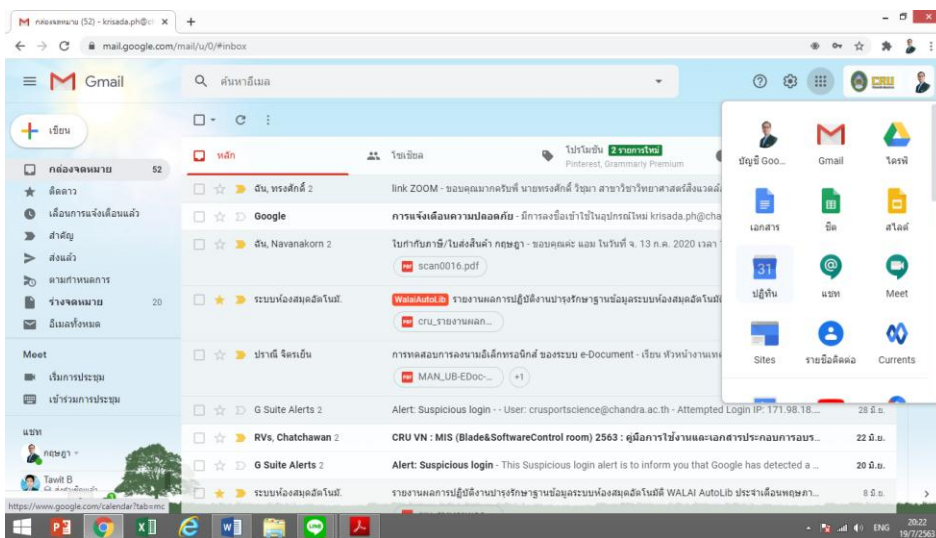 กล่องจดหมาย (52) - krisada.ph@c
mail.google.com/mail/u/0/#inbox
Gmail
ค้นหาอีเมล
CRU
เขียน
กล่องจดหมาย 52
ติดดาว
เลื่อนการแจ้งเตือนแล้ว
สำคัญ
ส่งแล้ว
ตามกำหนดการ
ร่างจดหมาย 20
อีเมลทั้งหมด
Meet
เริ่มการประชุม
เข้าร่วมการประชุม
แชท
กฤษฎา
Tawit B
https://www.google.com/calendar?tab=mc
หลัก
โซเชียล
โปรโมชัน 2 รายการใหม่
Pinterest, Grammarly Premium
ฉัน, ทรงศักดิ์ 2 link ZOOM - ขอบคุณมากครับพี่ นายทรงศักดิ์ วิชุมา สาขาวิชาวิทยาศาสตร์สิ่งแวดล้
Google การแจ้งเตือนความปลอดภัย - มีการลงชื่อเข้าใช้ในอุปกรณ์ใหม่ krisada.ph@cha
ฉัน, Navanakorn 2 ใบกำกับภาษี/ใบส่งสินค้า กฤษฎา - ขอบคุณค่ะ แอม ในวันที่ จ. 13 ก.ค. 2020 เวลา
scan0016.pdf
ระบบห้องสมุดอัตโนมั. WalaiAutoLib รายงานผลการปฏิบัติงานบำรุงรักษาฐานข้อมูลระบบห้องสมุดอัตโนมั
cru_รายงานผลก...
ปราณี จิตรเย็น การทดสอบการลงนามอิเล็กทรอนิกส์ ของระบบ e-Document - เรียน หัวหน้างานเท
MAN_UB-EDoc-... +1
G Suite Alerts 2 Alert: Suspicious login - - User: crusportscience@chandra.ac.th - Attempted Login IP: 171.98.18.... 28 มิ.ย.
RVs, Chatchawan 2 CRU VN : MIS (Blade&SoftwareControl room) 2563 : คู่มือการใช้งานและเอกสารประกอบการอบร... 22 มิ.ย.
G Suite Alerts 2 Alert: Suspicious login - This Suspicious login alert is to inform you that Google has detected a ... 20 มิ.ย.
ระบบห้องสมุดอัตโนมั. รายงานผลการปฏิบัติงานบำรุงรักษาฐานข้อมูลระบบห้องสมุดอัตโนมัติ WALAI AutoLib ประจำเดือนพฤษภา... 8 มิ.ย.
บัญชี Goo... Gmail ไดรฟ์
เอกสาร ชีต สไลด์
31
ปฏิทิน แชท Meet
Sites รายชื่อติดต่อ Currents
ENG
20:22
19/7/2563